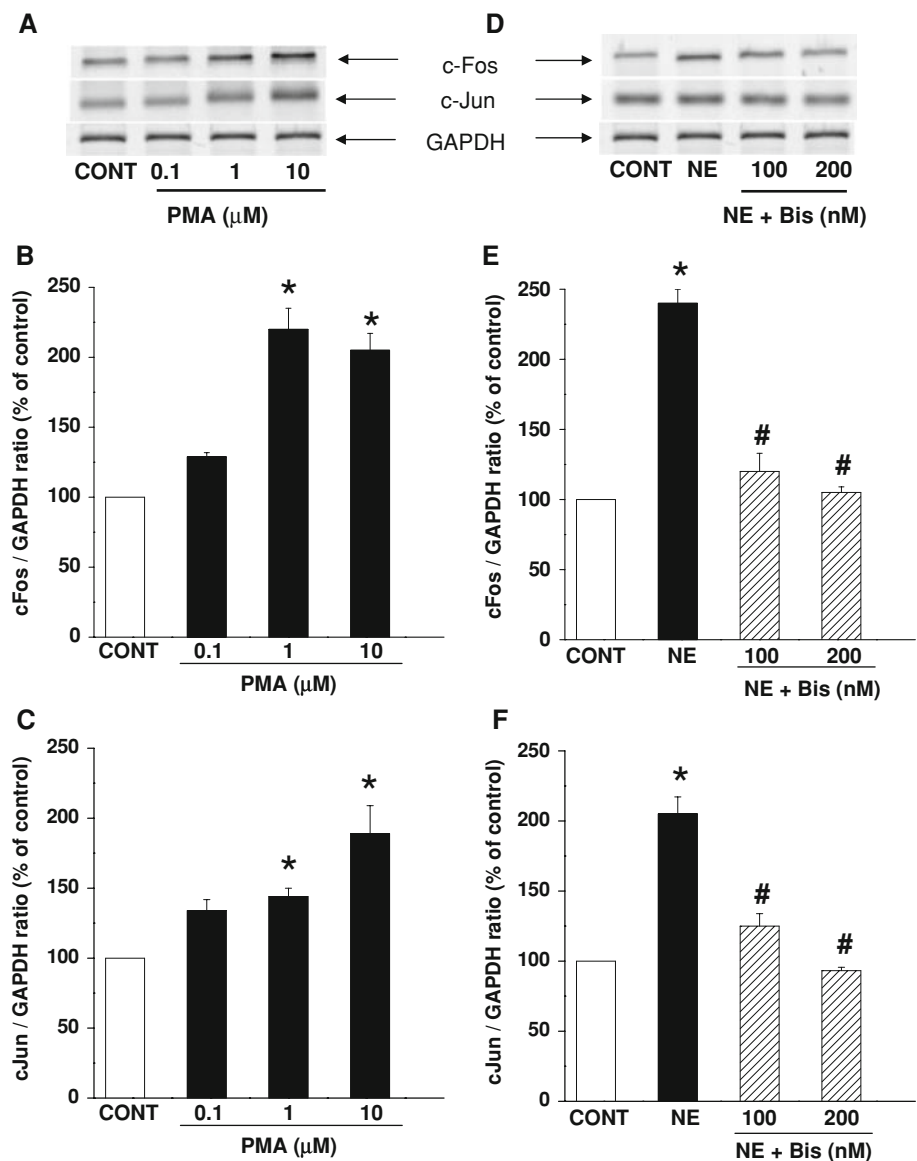 A
D
c-Fos
c-Jun
GAPDH
CONT 0.1 1 10
PMA (μM)
CONT NE 100 200
NE + Bis (nM)
B
cFos / GAPDH ratio (% of control)
250
200
150
100
50
0
CONT 0.1 1 10
PMA (μM)
* *
E
cFos / GAPDH ratio (% of control)
250
200
150
100
50
0
CONT NE 100 200
NE + Bis (nM)
* # #
C
cJun / GAPDH ratio (% of control)
250
200
150
100
50
0
CONT 0.1 1 10
PMA (μM)
* *
F
cJun / GAPDH ratio (% of control)
250
200
150
100
50
0
CONT NE 100 200
NE + Bis (nM)
* # #